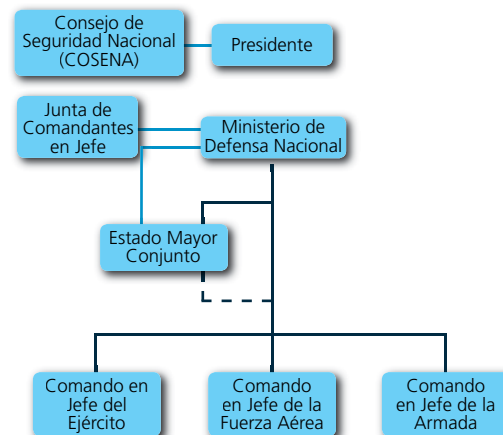 Consejo de
Seguridad Nacional
(COSENA)
Presidente
Junta de
Comandantes
en Jefe
Ministerio de
Defensa Nacional
Estado Mayor
Conjunto
Comando en
Jefe del
Ejército
Comando
en Jefe de la
Fuerza Aérea
Comando
en Jefe de la
Armada